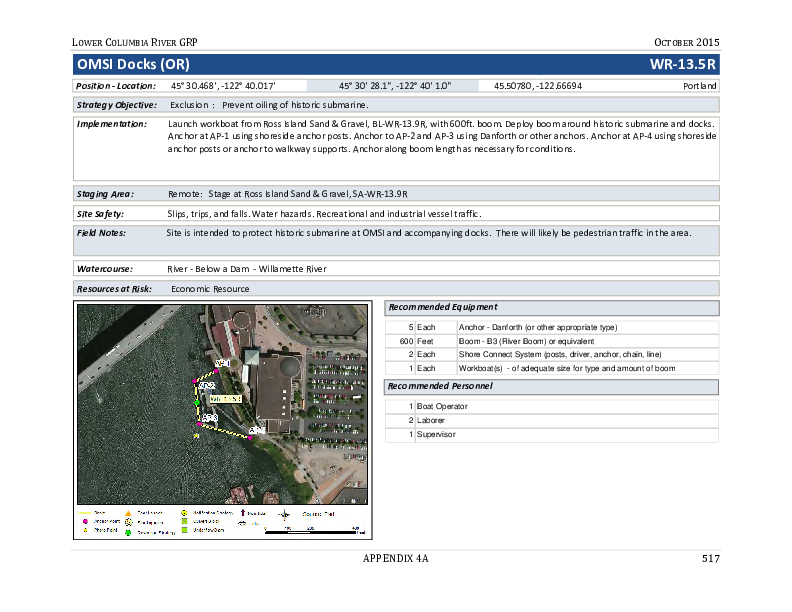 LOWER COLUMBIA RIVER GRP OCTOBER 2015
OMSI Docks (OR) WR-13.5R
Position - Location: 45° 30.468', -122° 40.017' 45° 30' 28.1", -122° 40' 1.0" 45.50780, -122.66694 Portland
Strategy Objective: Exclusion : Prevent oiling of historic submarine.
Implementation: Launch workboat from Ross Island Sand & Gravel, BL-WR-13.9R, with 600ft. boom. Deploy boom around historic submarine and docks.
Anchor at AP-1 using shoreside anchor posts. Anchor to AP-2 and AP-3 using Danforth or other anchors. Anchor at AP-4 using shoreside
anchor posts or anchor to walkway supports. Anchor along boom length as necessary for conditions.
Staging Area: Remote: Stage at Ross Island Sand & Gravel, SA-WR-13.9R
Site Safety: Slips, trips, and falls. Water hazards. Recreational and industrial vessel traffic.
Field Notes: Site is intended to protect historic submarine at OMSI and accompanying docks. There will likely be pedestrian traffic in the area.
Watercourse: River - Below a Dam - Willamette River
Resources at Risk: Economic Resource
Recommended Equipment
5 Each Anchor - Danforth (or other appropriate type)
600 Feet Boom - B3 (River Boom) or equivalent
2 Each Shore Connect System (posts, driver, anchor, chain, line)
1 Each Workboat(s) - of adequate size for type and amount of boom
Recommended Personnel
1 Boat Operator
2 Laborer
1 Supervisor
AP-1
AP-2
AP-3
Anchor Point
Photo Point
Notification Strategy
Underflow Dam
APPENDIX 4A 517